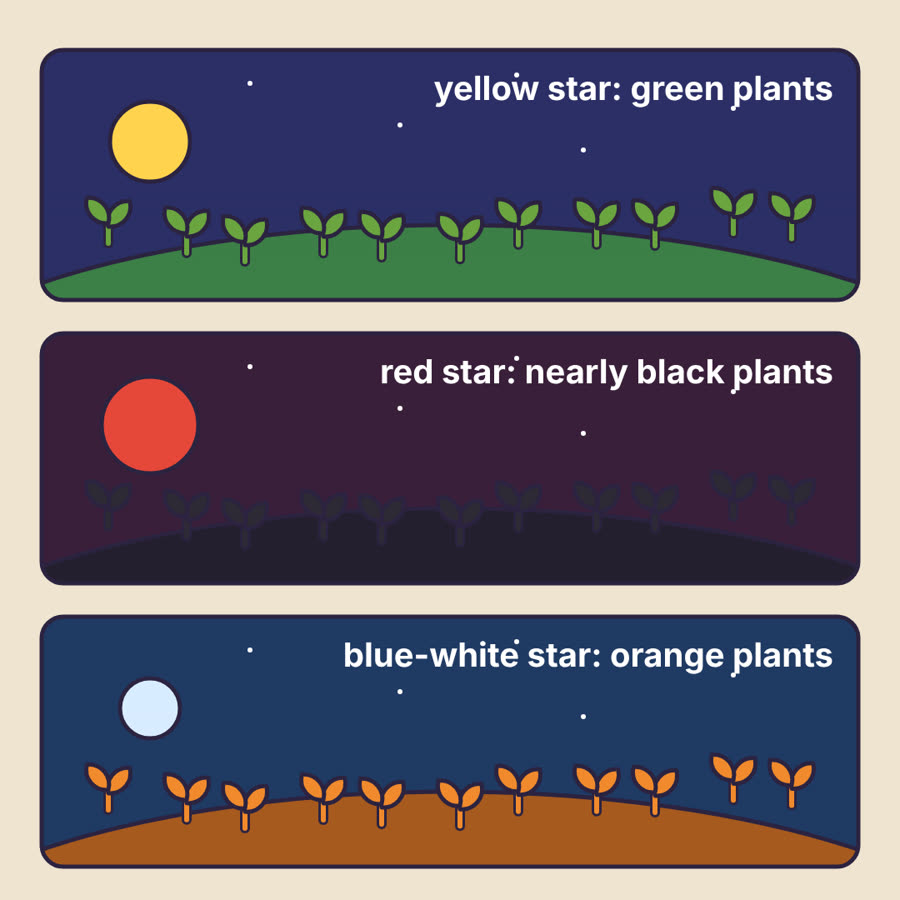 yellow star: green plants
red star: nearly black plants
blue-white star: orange plants